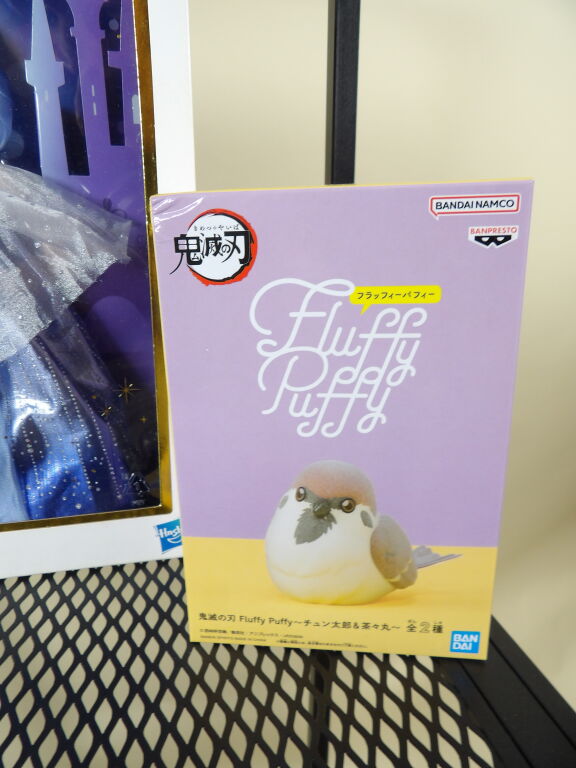 きめつのやいば
鬼滅の刃
BANDAI NAMCO
BANPRESTO
フラッフィーパフィー
Fluffy
Puffy
鬼滅の刃 Fluffy Puffy〜チュン太郎&茶々丸〜 全2種
BAN
DAI